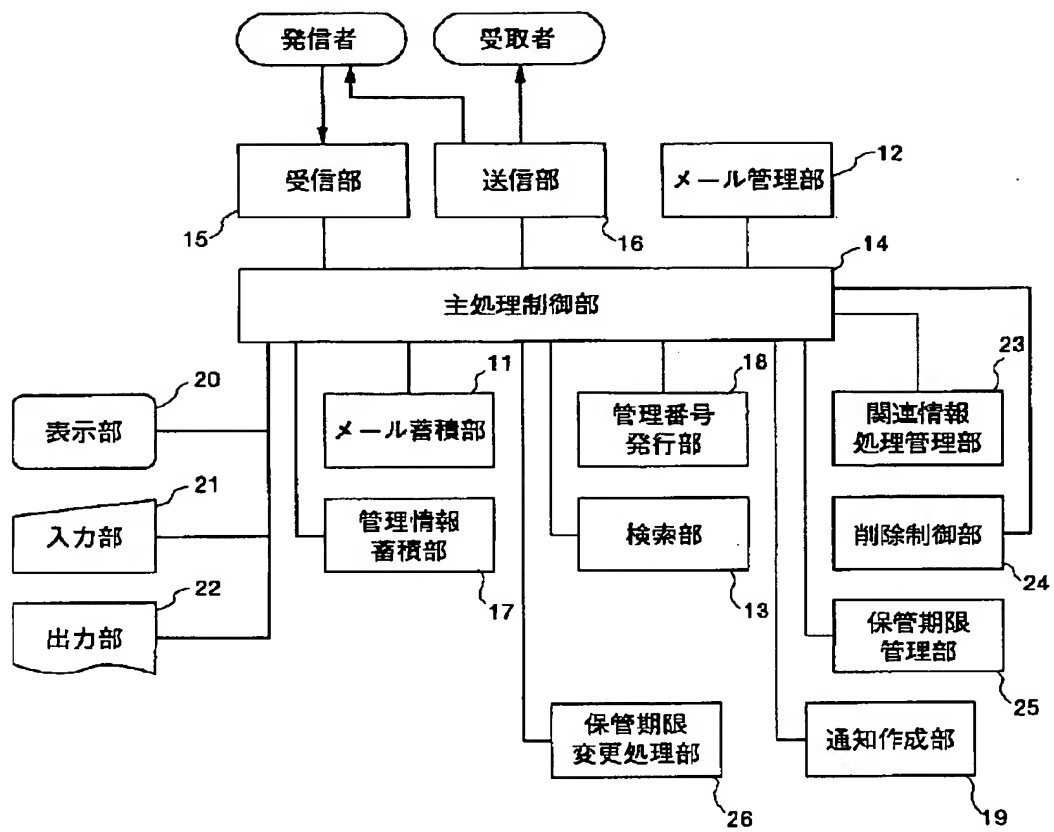 発信者
受取者
受信部
送信部
メール管理部
12
15
16
14
主処理制御部
20
表示部
11
メール蓄積部
18
管理番号
発行部
23
関連情報
処理管理部
21
入力部
管理情報
蓄積部
17
検索部
13
削除制御部
24
22
出力部
保管期限
管理部
25
保管期限
変更処理部
26
通知作成部
19